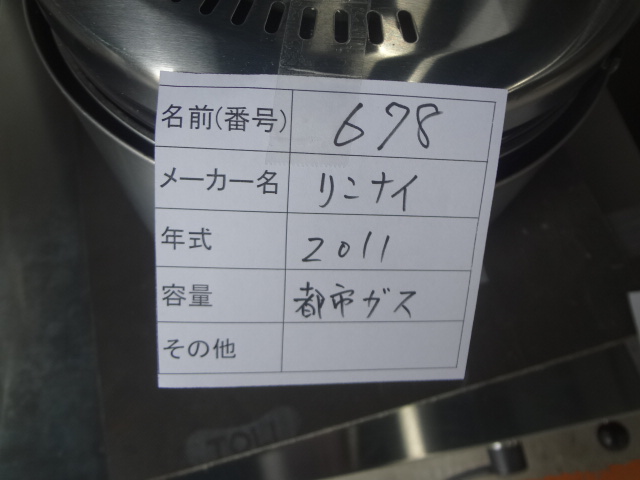 名前(番号) 678
メーカー名 リンナイ
年式 2011
容量 都市ガス
その他
TOLI